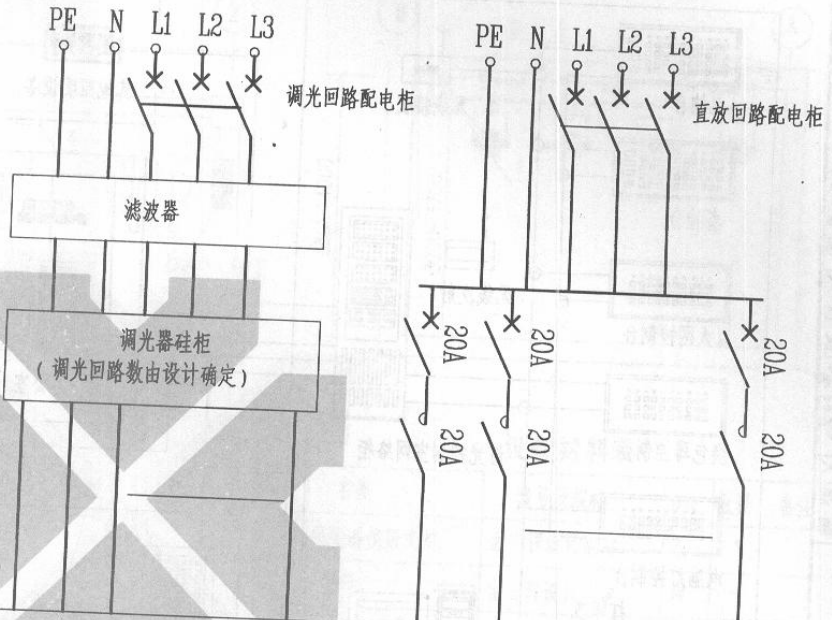 PE N L1 L2 L3
调光回路配电柜
滤波器
调光器硅柜
(调光回路数由设计确定)
PE N L1 L2 L3
直放回路配电柜
20A 20A 20A
20A 20A 20A